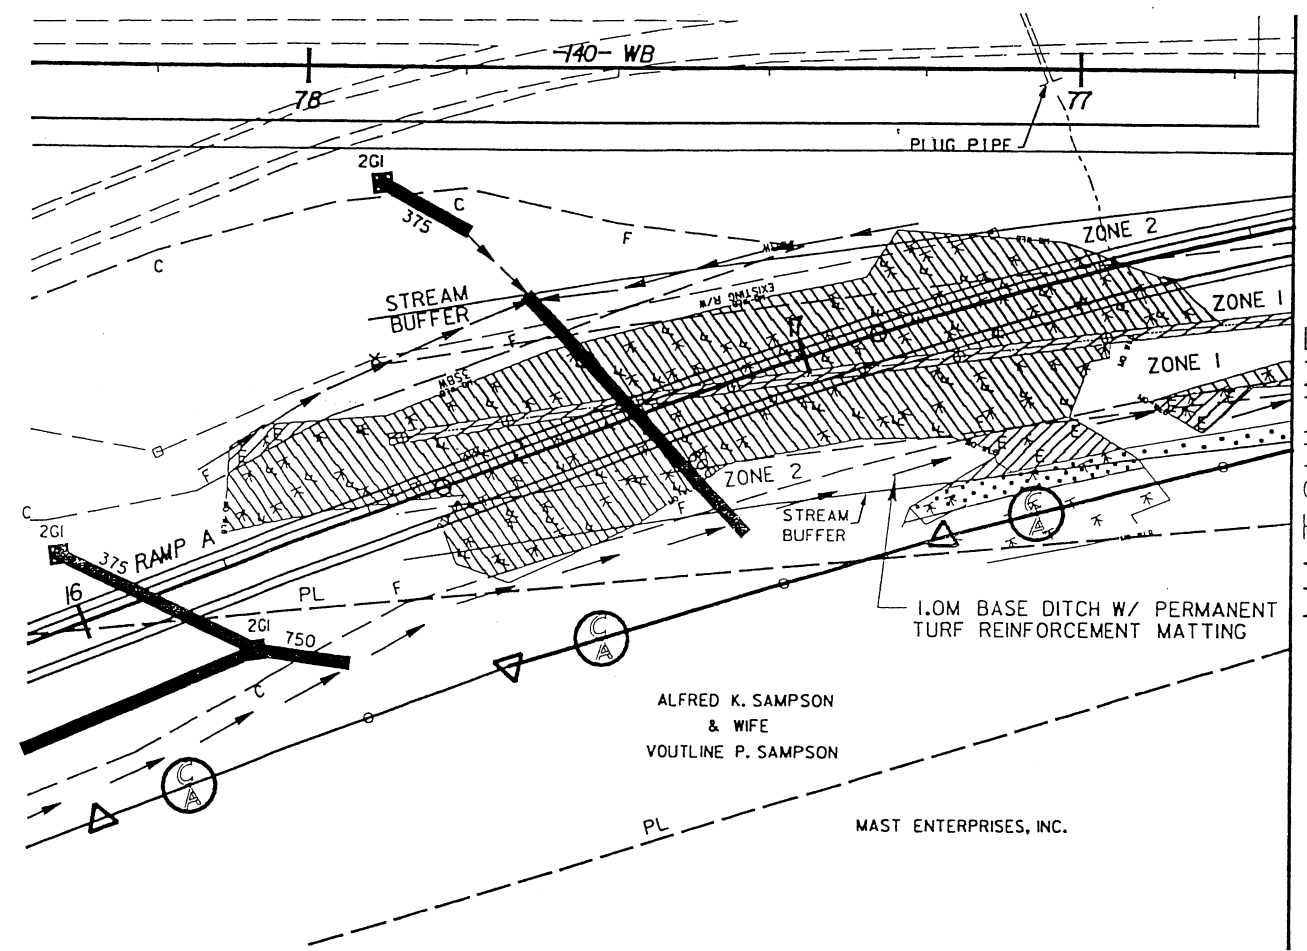 -140- WB
78
77
PLUG PIPE
2GI
375
C
C
F
ZONE 2
STREAM
BUFFER
EXISTING R/W
ZONE 1
ZONE 1
F
17
ZONE 2
F
F
E
E
E
E
E
C
2GI
375
RAMP A
16
PL
F
2GI
750
STREAM
BUFFER
C
A
1.0M BASE DITCH W/ PERMANENT
TURF REINFORCEMENT MATTING
C
A
C
ALFRED K. SAMPSON
& WIFE
VOUTLINE P. SAMPSON
C
A
PL
MAST ENTERPRISES, INC.